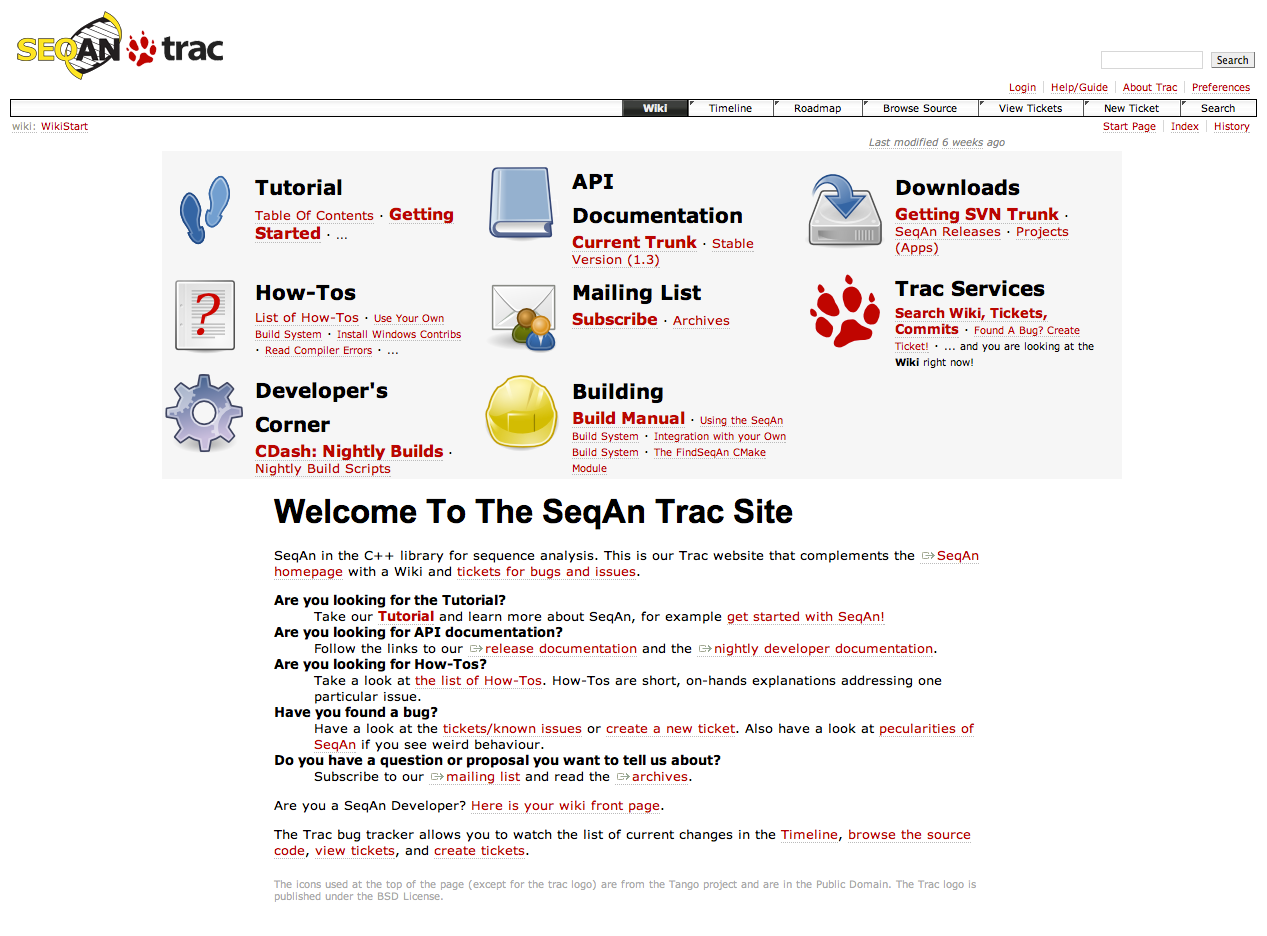 SEQAN trac
Search
Login Help/Guide About Trac Preferences
Wiki Timeline Roadmap Browse Source View Tickets New Ticket Search
wiki: WikiStart
Start Page Index History
Last modified 6 weeks ago
Tutorial
Table Of Contents · Getting
Started · ...
API
Documentation
Current Trunk · Stable
Version (1.3)
Downloads
Getting SVN Trunk ·
SeqAn Releases · Projects
(Apps)
?
How-Tos
List of How-Tos · Use Your Own
Build System · Install Windows Contribs
· Read Compiler Errors · ...
Mailing List
Subscribe · Archives
Trac Services
Search Wiki, Tickets,
Commits · Found A Bug? Create
Ticket! · ... and you are looking at the
Wiki right now!
Developer's
Corner
CDash: Nightly Builds ·
Nightly Build Scripts
Building
Build Manual · Using the SeqAn
Build System · Integration with your Own
Build System · The FindSeqAn CMake
Module
Welcome To The SeqAn Trac Site
SeqAn in the C++ library for sequence analysis. This is our Trac website that complements the SeqAn
homepage with a Wiki and tickets for bugs and issues.
Are you looking for the Tutorial?
Take our Tutorial and learn more about SeqAn, for example get started with SeqAn!
Are you looking for API documentation?
Follow the links to our release documentation and the nightly developer documentation.
Are you looking for How-Tos?
Take a look at the list of How-Tos. How-Tos are short, on-hands explanations addressing one
particular issue.
Have you found a bug?
Have a look at the tickets/known issues or create a new ticket. Also have a look at pecularities of
SeqAn if you see weird behaviour.
Do you have a question or proposal you want to tell us about?
Subscribe to our mailing list and read the archives.
Are you a SeqAn Developer? Here is your wiki front page.
The Trac bug tracker allows you to watch the list of current changes in the Timeline, browse the source
code, view tickets, and create tickets.
The icons used at the top of the page (except for the trac logo) are from the Tango project and are in the Public Domain. The Trac logo is
published under the BSD License.